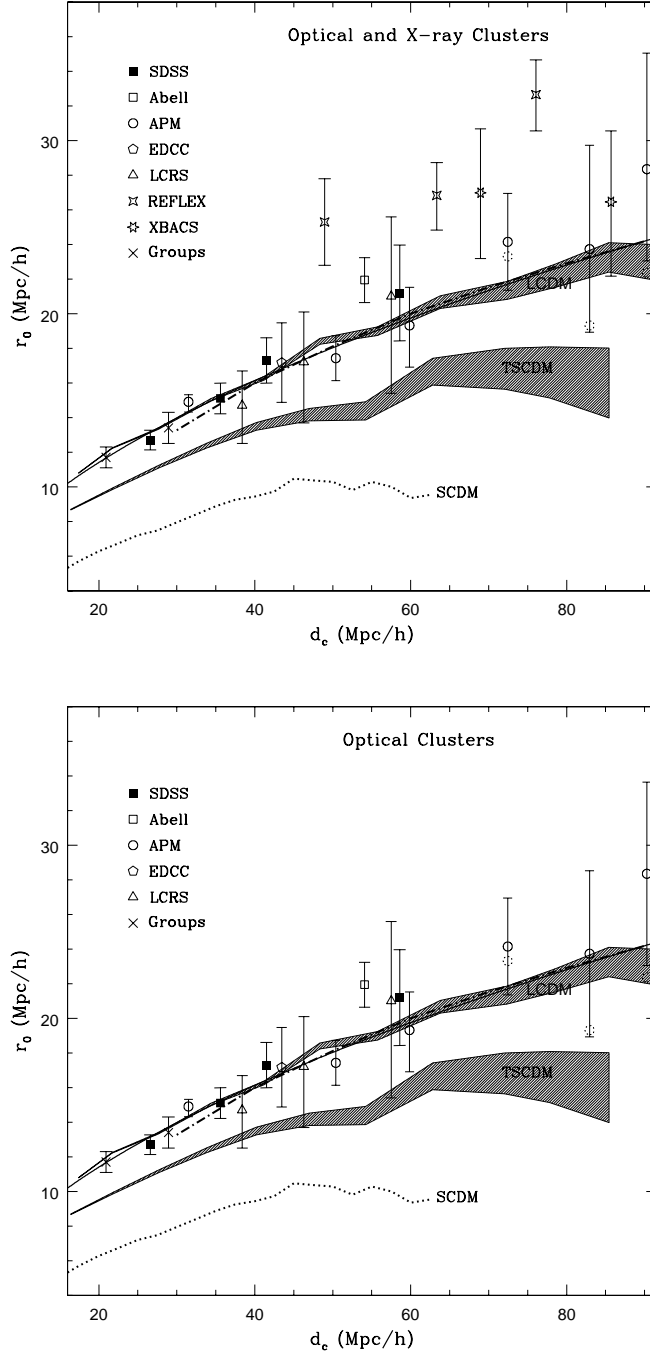 Optical and X-ray Clusters
SDSS
Abell
APM
EDCC
LCRS
REFLEX
XBACS
Groups
30
20
10
r₀ (Mpc/h)
LCDM
TSCDM
SCDM
20 40 60 80
d_c (Mpc/h)
Optical Clusters
SDSS
Abell
APM
EDCC
LCRS
Groups
30
20
10
r₀ (Mpc/h)
LCDM
TSCDM
SCDM
20 40 60 80
d_c (Mpc/h)